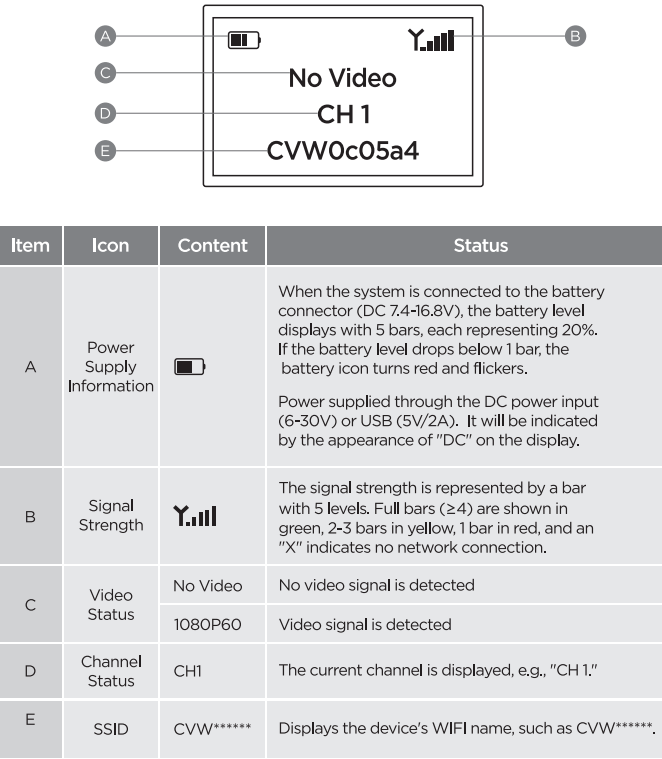 A
B
C
No Video
D
CH 1
E
CVW0c05a4
Item Icon Content Status
A
Power
Supply
Information
When the system is connected to the battery
connector (DC 7.4-16.8V), the battery level
displays with 5 bars, each representing 20%.
If the battery level drops below 1 bar, the
battery icon turns red and flickers.
Power supplied through the DC power input
(6-30V) or USB (5V/2A). It will be indicated
by the appearance of "DC" on the display.
B
Signal
Strength
The signal strength is represented by a bar
with 5 levels. Full bars (≥4) are shown in
green, 2-3 bars in yellow, 1 bar in red, and an
"X" indicates no network connection.
C
Video
Status
No Video No video signal is detected
1080P60 Video signal is detected
D
Channel
Status
CH1 The current channel is displayed, e.g., "CH 1."
E
SSID CVW****** Displays the device's WIFI name, such as CVW******.